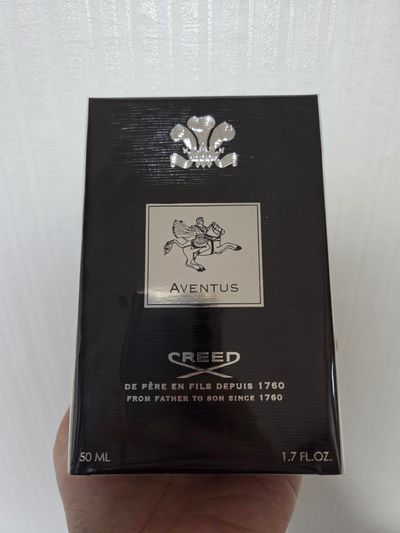 AVENTUS
CREED
DE PÈRE EN FILS DEPUIS 1760
FROM FATHER TO SON SINCE 1760
50 ML 1.7 FL.OZ.